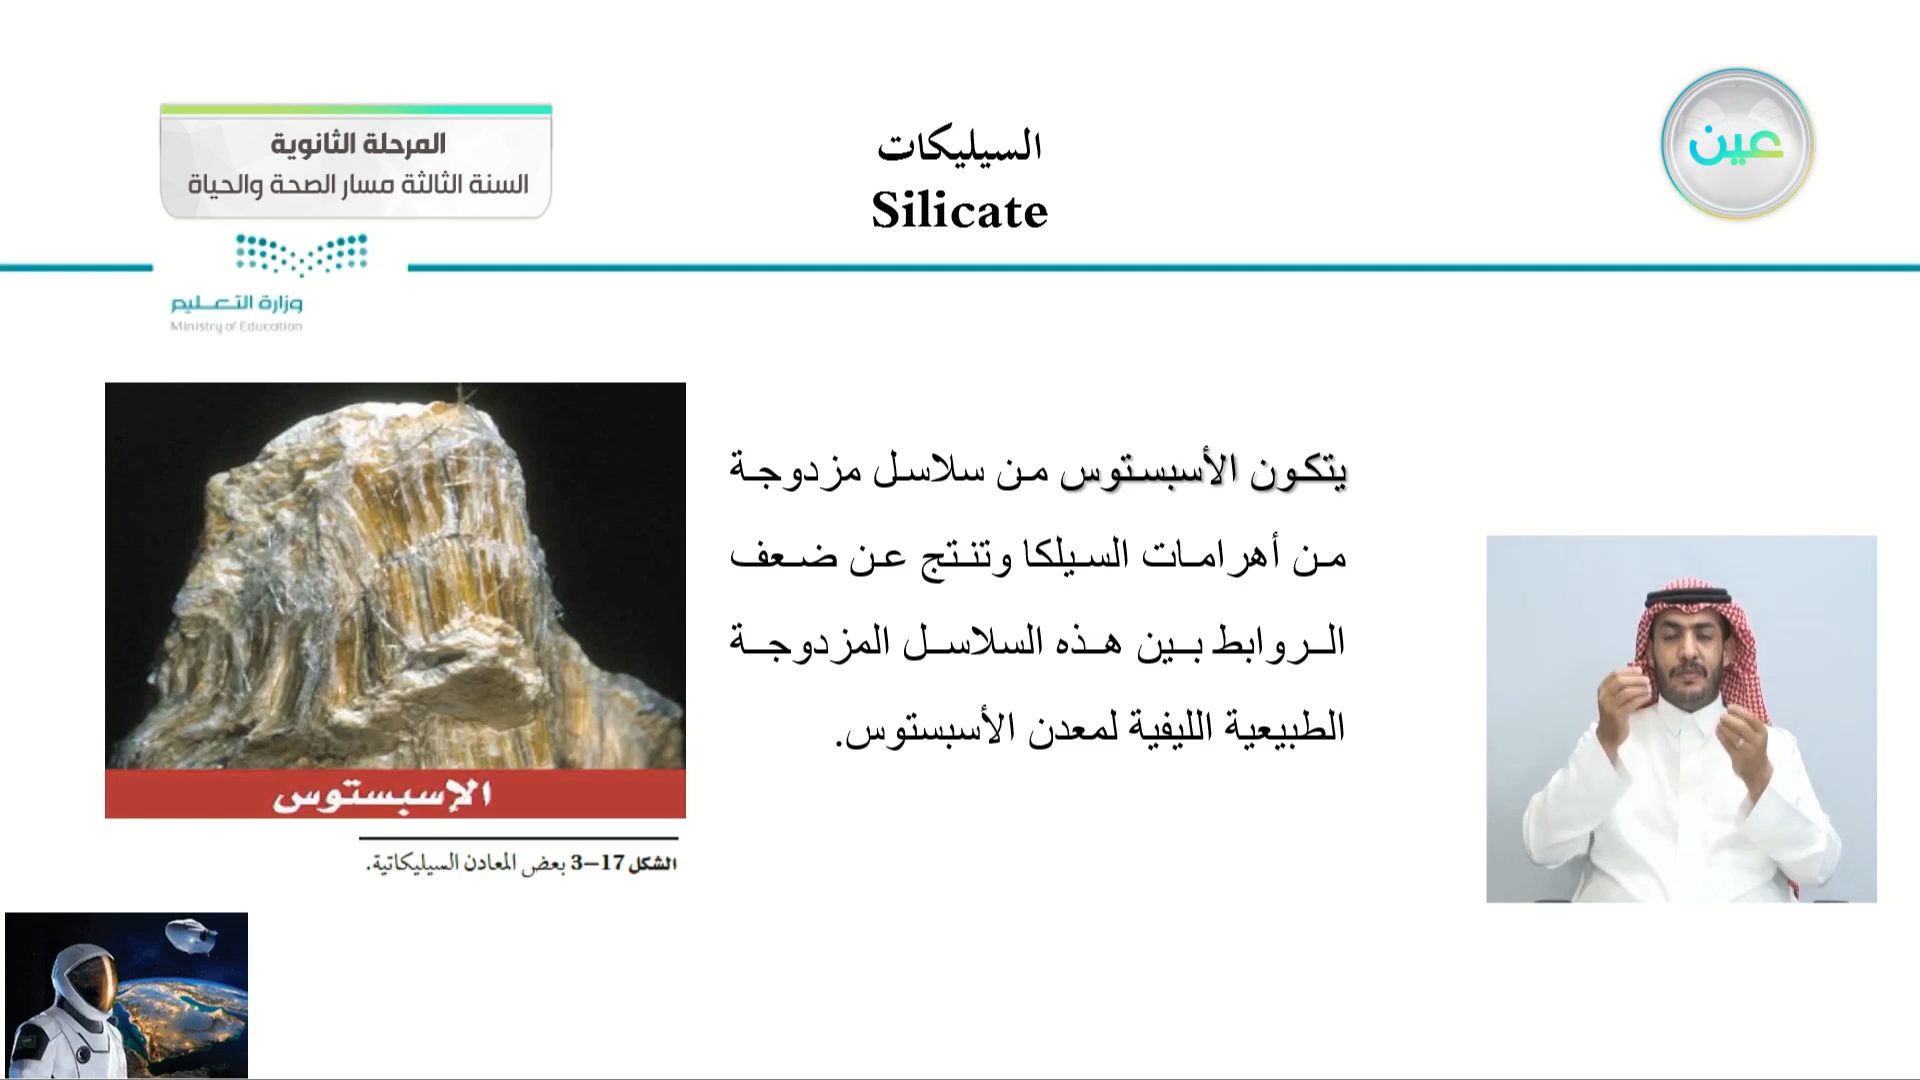 المرحلة الثانوية
السنة الثالثة مسار الصحة والحياة
السيليكات
Silicate
عين
وزارة التعليم
Ministry of Education
يتكون الأسبستوس من سلاسل مزدوجة
من أهرامات السيلكا وتنتج عن ضعف
الروابط بين هذه السلاسل المزدوجة
الطبيعية الليفية لمعدن الأسبستوس.
الإسبستوس
الشكل 17–3 بعض المعادن السيليكاتية.